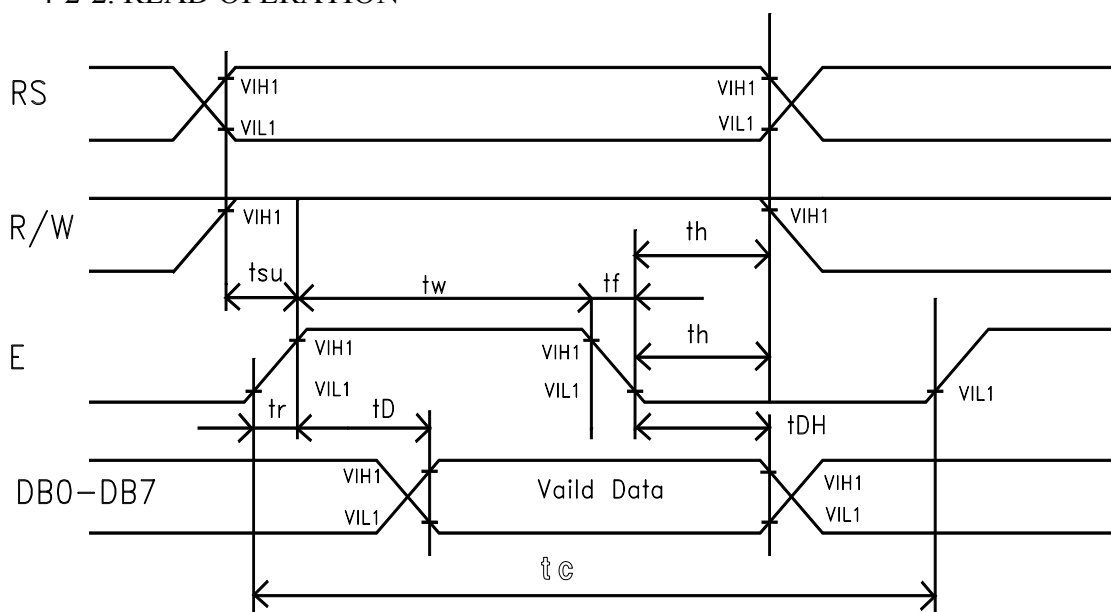 4-2-2. READ OPERATION
RS
VIH1
VIH1
VIL1
VIL1
R/W
VIH1
VIH1
th
tsu
tw
tf
E
VIH1
VIH1
th
VIL1
VIL1
VIL1
tr
tD
tDH
DB0-DB7
VIH1
Vaild Data
VIH1
VIL1
VIL1
tc